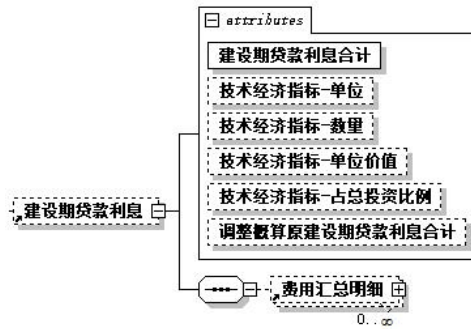 attributes
建设期贷款利息合计
技术经济指标-单位
技术经济指标-数量
技术经济指标-单位价值
技术经济指标-占总投资比例
调整概算原建设期贷款利息合计
建设期贷款利息
费用汇总明细
0..∞